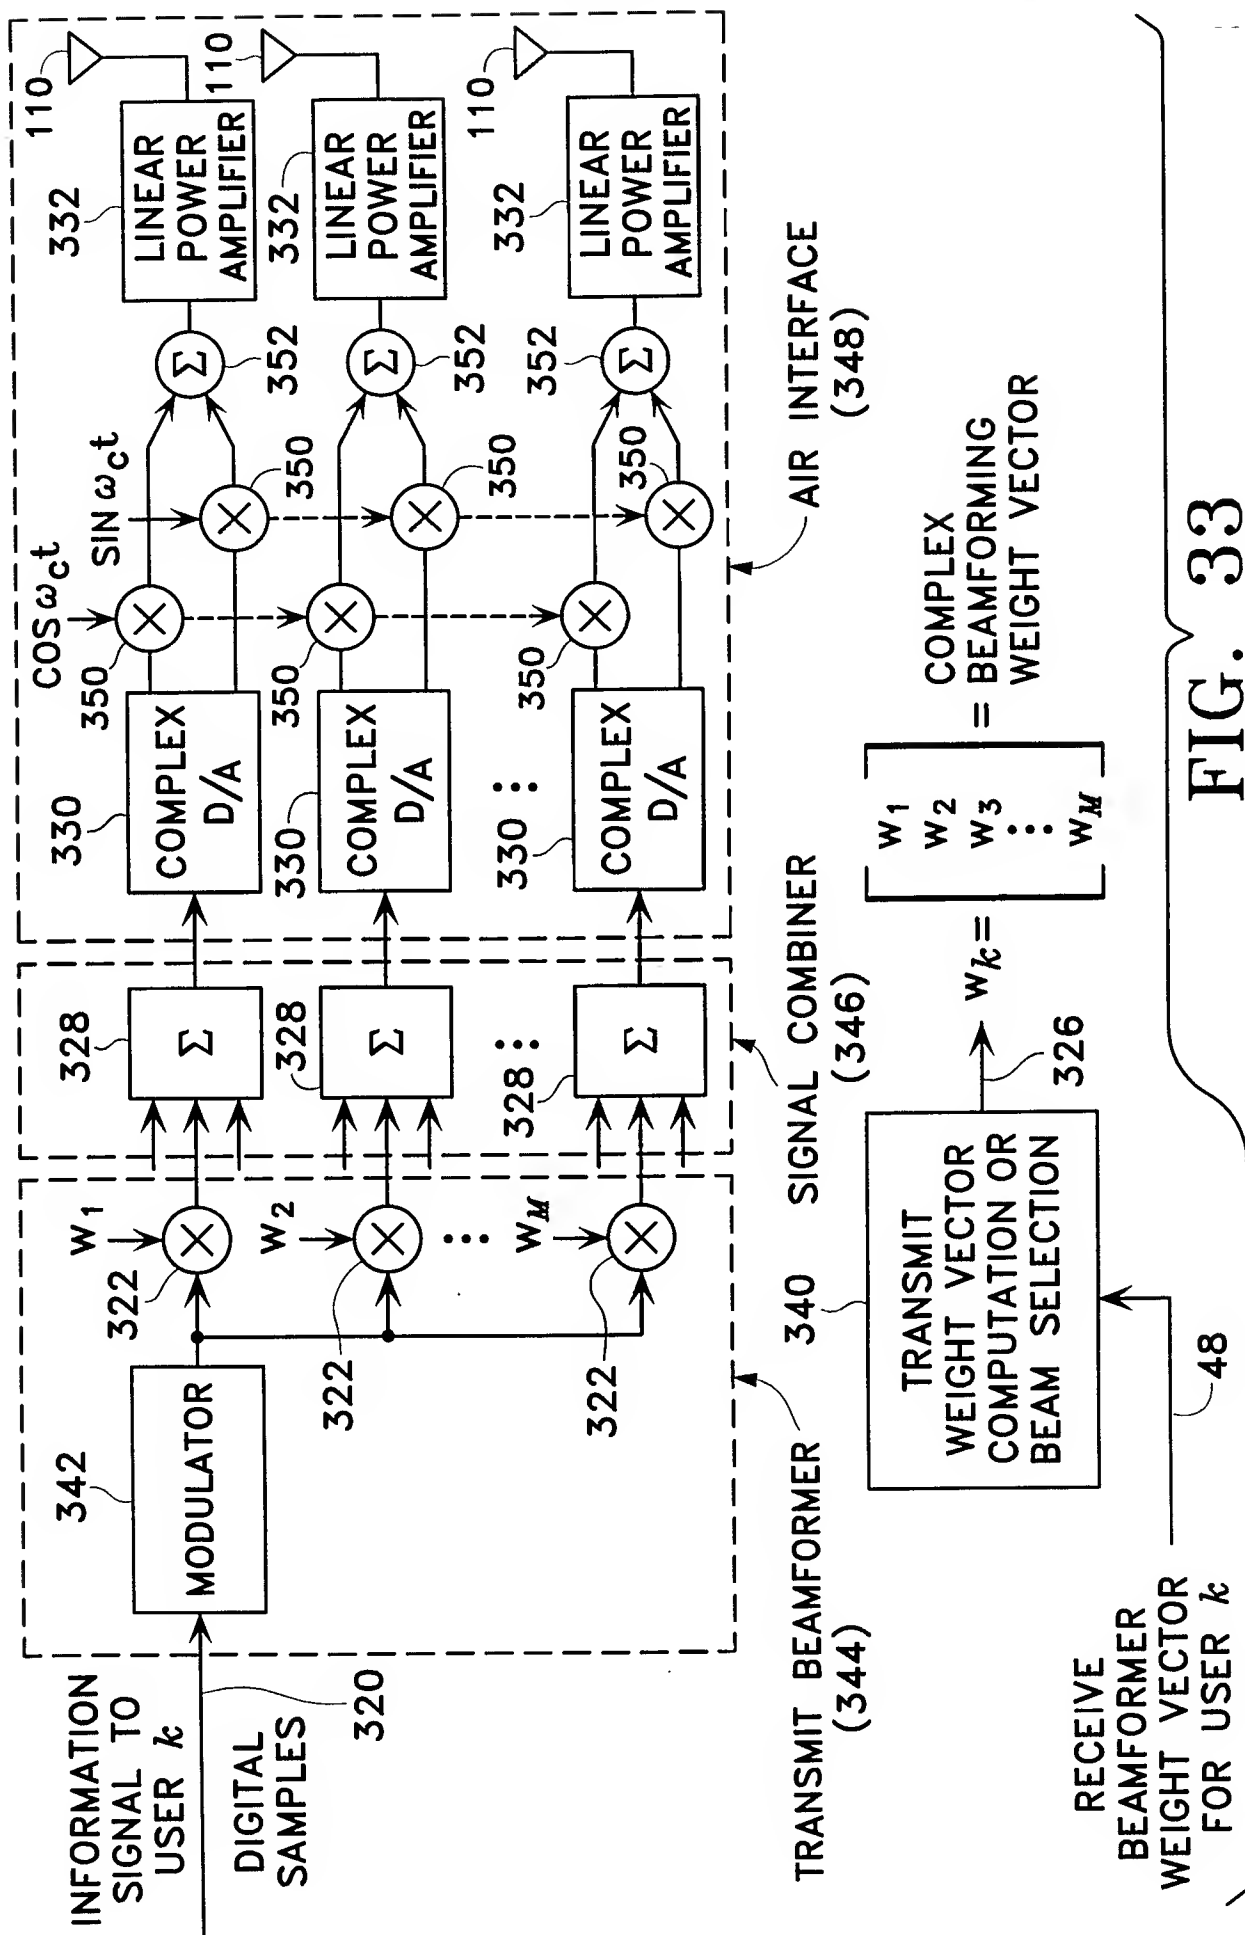 INFORMATION
SIGNAL TO
USER k
DIGITAL
SAMPLES
320
342
MODULATOR
W1
322
W2
322
WM
322
328
Σ
328
Σ
328
Σ
330
COMPLEX
D/A
330
COMPLEX
D/A
330
COMPLEX
D/A
COS ωct
SIN ωct
350
350
350
350
350
350
Σ
352
Σ
352
Σ
352
332
LINEAR
POWER
AMPLIFIER
332
LINEAR
POWER
AMPLIFIER
332
LINEAR
POWER
AMPLIFIER
110
110
110
TRANSMIT BEAMFORMER
(344)
SIGNAL COMBINER
(346)
AIR INTERFACE
(348)
RECEIVE
BEAMFORMER
WEIGHT VECTOR
FOR USER k
48
340
TRANSMIT
WEIGHT VECTOR
COMPUTATION OR
BEAM SELECTION
326
Wk=
W1
W2
W3
WM
=
COMPLEX
BEAMFORMING
WEIGHT VECTOR
FIG. 33